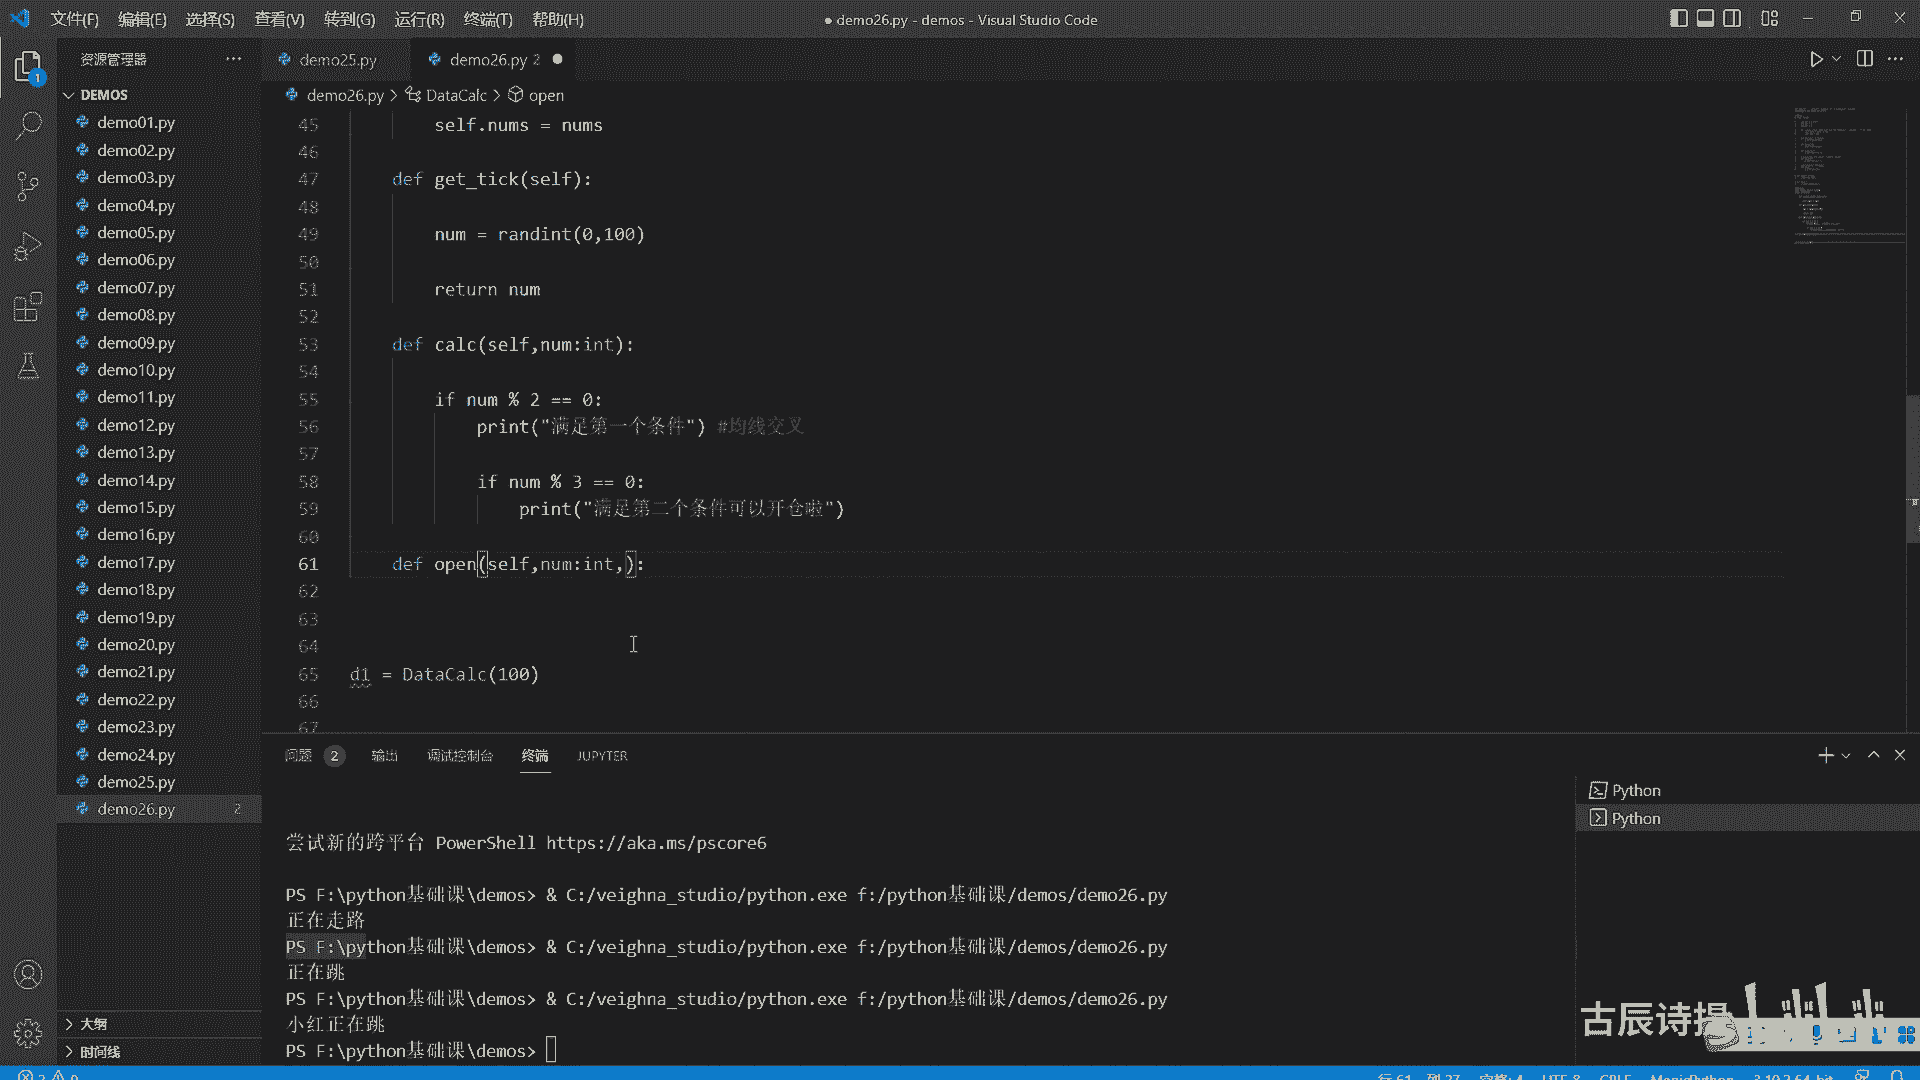 文件(F) 编辑(E) 选择(S) 查看(V) 转到(G) 运行(R) 终端(T) 帮助(H)
● demo26.py - demos - Visual Studio Code
资源管理器
DEMOS
demo01.py
demo02.py
demo03.py
demo04.py
demo05.py
demo06.py
demo07.py
demo08.py
demo09.py
demo10.py
demo11.py
demo12.py
demo13.py
demo14.py
demo15.py
demo16.py
demo17.py
demo18.py
demo19.py
demo20.py
demo21.py
demo22.py
demo23.py
demo24.py
demo25.py
demo26.py 2
大纲
时间线
demo25.py demo26.py 2
demo26.py > DataCalc > open
45 self.nums = nums
46
47 def get_tick(self):
48
49 num = randint(0,100)
50
51 return num
52
53 def calc(self,num:int):
54
55 if num % 2 == 0:
56 print("满足第一个条件") #均线交叉
57
58 if num % 3 == 0:
59 print("满足第二个条件可以开仓啦")
60
61 def open(self,num:int,):
62
63
64
65 d1 = DataCalc(100)
66
67
问题 2 输出 调试控制台 终端 JUPYTER
Python
Python
尝试新的跨平台 PowerShell https://aka.ms/pscore6
PS F:\python基础课\demos> & C:/veighna_studio/python.exe f:/python基础课/demos/demo26.py
正在走路
PS F:\python基础课\demos> & C:/veighna_studio/python.exe f:/python基础课/demos/demo26.py
正在跳
PS F:\python基础课\demos> & C:/veighna_studio/python.exe f:/python基础课/demos/demo26.py
小红正在跳
PS F:\python基础课\demos>
古辰诗